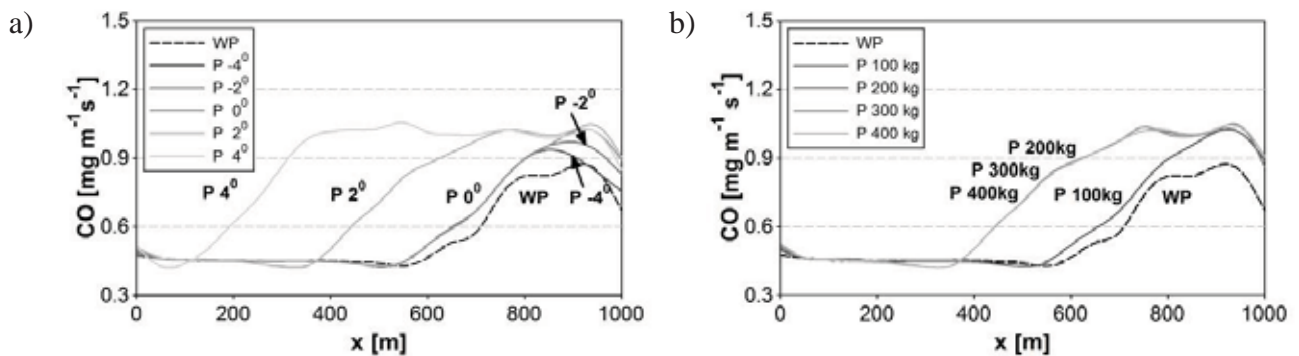 a)
CO [mg m⁻¹ s⁻¹]
1.5
1.2
0.9
0.6
0.3
WP
P -4⁰
P -2⁰
P 0⁰
P 2⁰
P 4⁰
P -2⁰
P 4⁰
P 2⁰
P 0⁰
WP
P -4⁰
0 200 400 600 800 1000
x [m]
b)
CO [mg m⁻¹ s⁻¹]
1.5
1.2
0.9
0.6
0.3
WP
P 100 kg
P 200 kg
P 300 kg
P 400 kg
P 200kg
P 300kg
P 400kg
P 100kg
WP
0 200 400 600 800 1000
x [m]